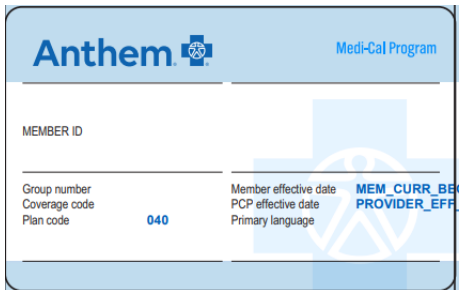 Anthem
Medi-Cal Program
MEMBER ID
Group number
Coverage code
Plan code 040
Member effective date MEM_CURR_BEG
PCP effective date PROVIDER_EFF_
Primary language